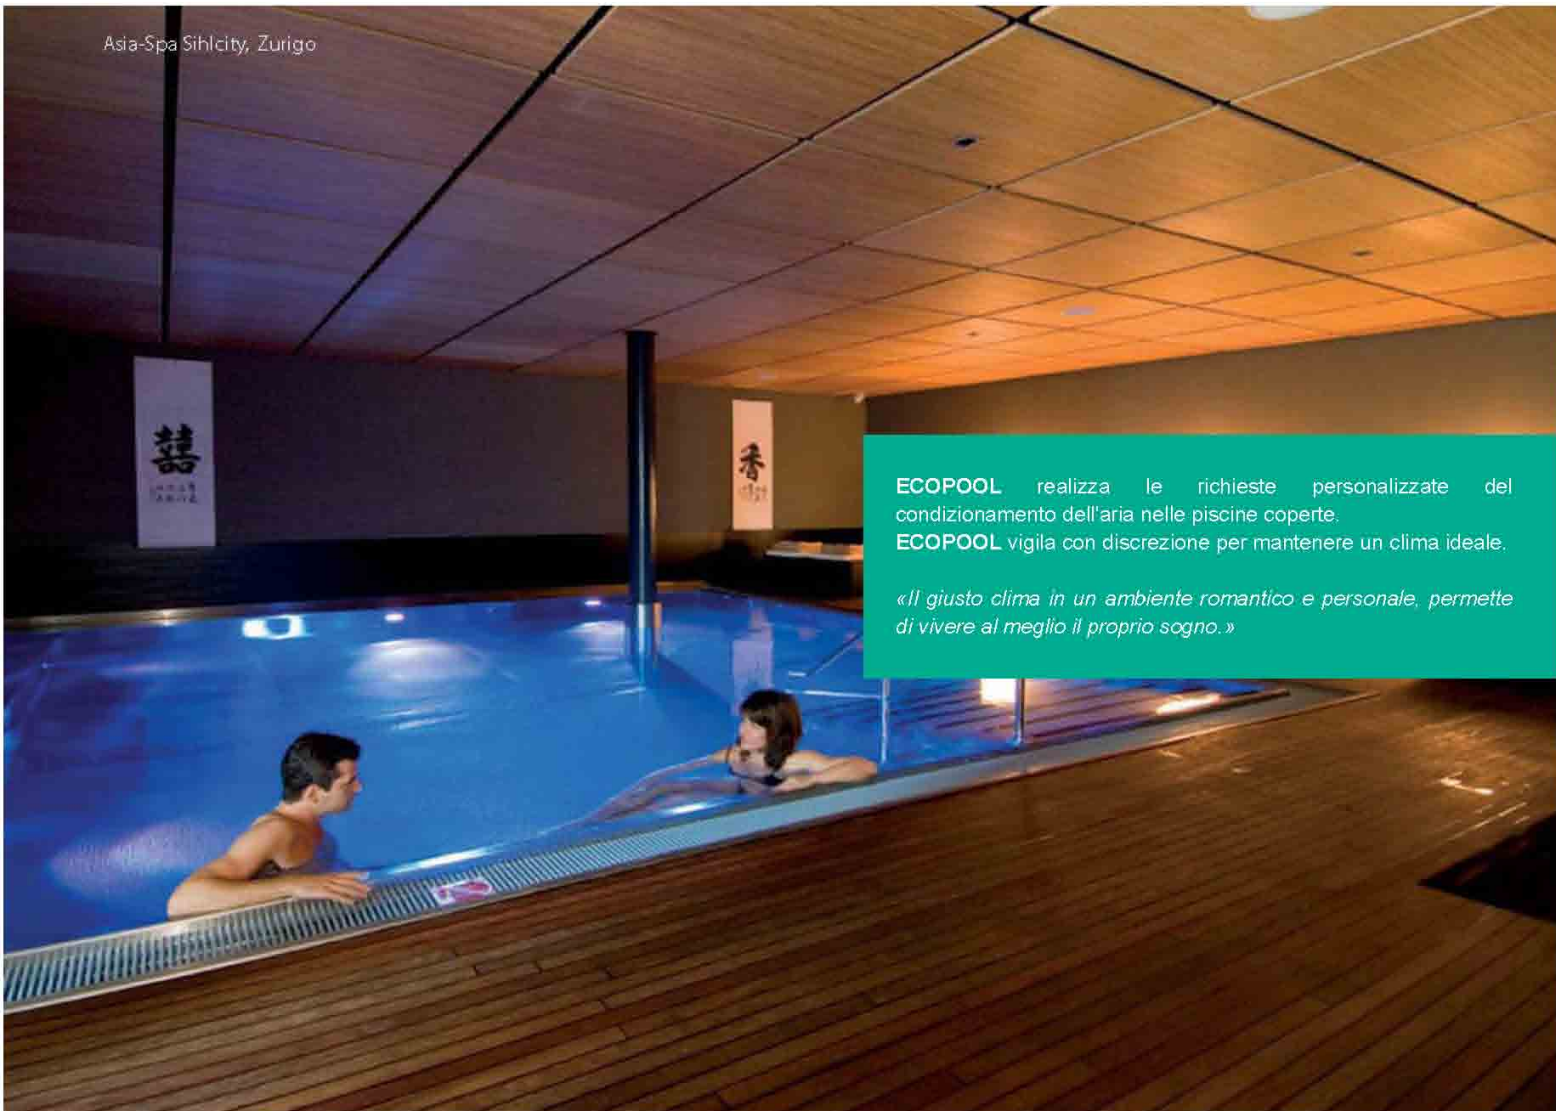 Asia-Spa Sihlcity, Zurigo
囍
香
ECOPOOL realizza le richieste personalizzate del
condizionamento dell'aria nelle piscine coperte.
ECOPOOL vigila con discrezione per mantenere un clima ideale.
«Il giusto clima in un ambiente romantico e personale, permette
di vivere al meglio il proprio sogno.»